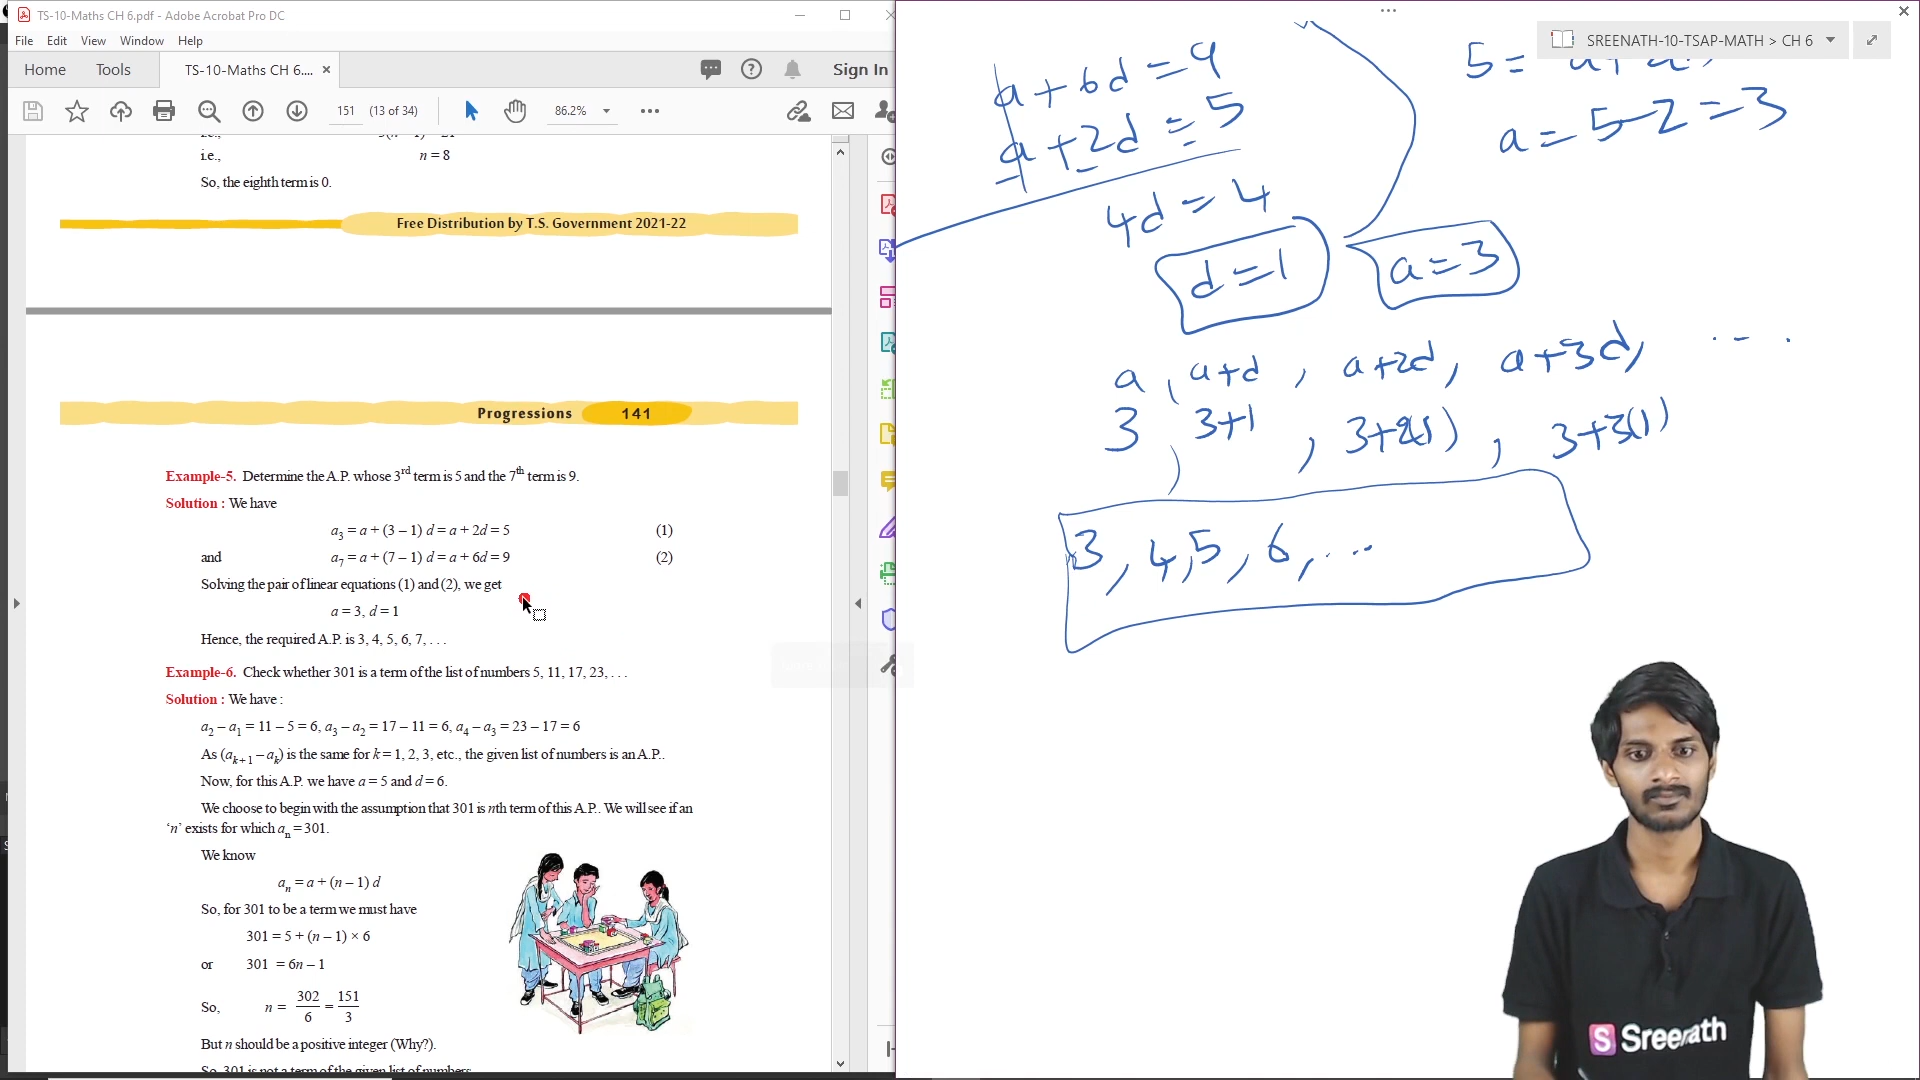 TS-10-Maths CH 6.pdf - Adobe Acrobat Pro DC
File Edit View Window Help
Home Tools TS-10-Maths CH 6.... × Sign In
151 (13 of 34) 86.2%
i.e., n = 8
So, the eighth term is 0.
Free Distribution by T.S. Government 2021-22
Progressions 141
Example-5. Determine the A.P. whose 3rd term is 5 and the 7th term is 9.
Solution : We have
a3 = a + (3 – 1) d = a + 2d = 5 (1)
and a7 = a + (7 – 1) d = a + 6d = 9 (2)
Solving the pair of linear equations (1) and (2), we get
a = 3, d = 1
Hence, the required A.P. is 3, 4, 5, 6, 7, . . .
Example-6. Check whether 301 is a term of the list of numbers 5, 11, 17, 23, . . .
Solution : We have :
a2 – a1 = 11 – 5 = 6, a3 – a2 = 17 – 11 = 6, a4 – a3 = 23 – 17 = 6
As (ak+1 – ak) is the same for k = 1, 2, 3, etc., the given list of numbers is an A.P..
Now, for this A.P. we have a = 5 and d = 6.
We choose to begin with the assumption that 301 is nth term of this A.P.. We will see if an
‘n’ exists for which an = 301.
We know
an = a + (n – 1) d
So, for 301 to be a term we must have
301 = 5 + (n – 1) × 6
or 301 = 6n – 1
So, n = 302/6 = 151/3
But n should be a positive integer (Why?).
So, 301 is not a term of the given list of numbers.
SREENATH-10-TSAP-MATH > CH 6
a + 6d = 9
a + 2d = 5
4d = 4
d = 1
5 =
a = 5 - 2 = 3
a = 3
a , a+d , a+2d , a+3d, ....
3 , 3+1 , 3+2(1) , 3+3(1)
3 , 4, 5 , 6 , ...
S Sreenath